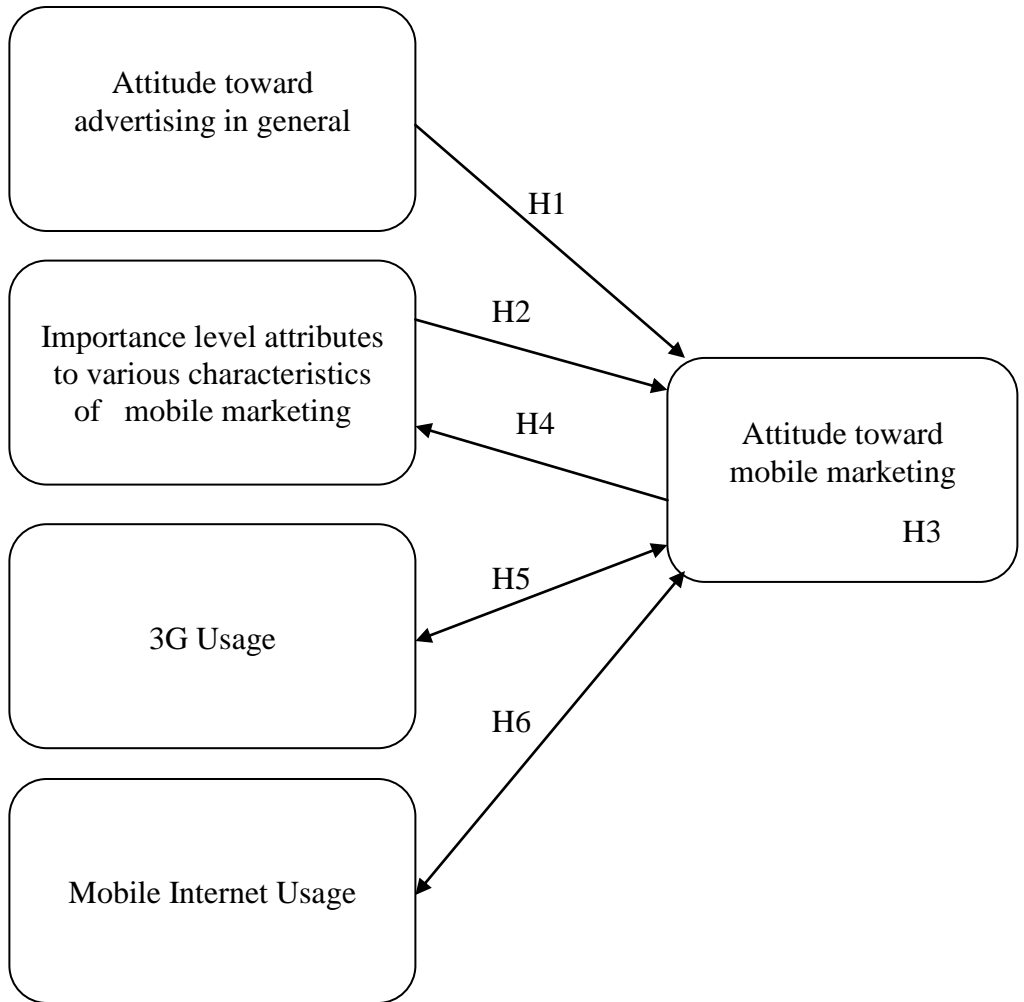 Attitude toward
advertising in general
H1
H2
Importance level attributes
to various characteristics
of mobile marketing
H4
Attitude toward
mobile marketing
H3
H5
3G Usage
H6
Mobile Internet Usage